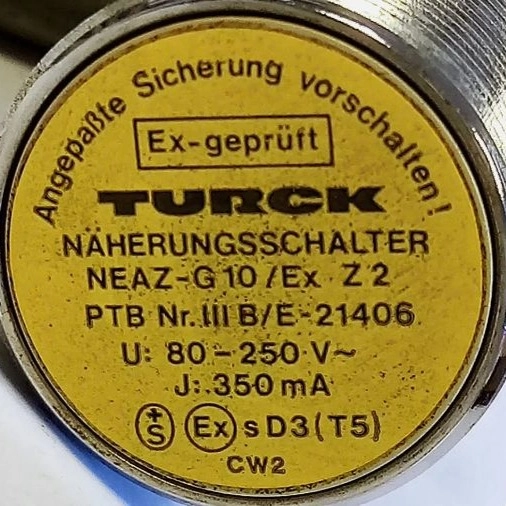 Angepaßte Sicherung vorschalten!
Ex-geprüft
TURCK
NÄHERUNGSSCHALTER
NEAZ-G10/Ex Z2
PTB Nr. III B/E-21406
U: 80-250 V~
J: 350 mA
+S Ex s D3(T5)
CW2